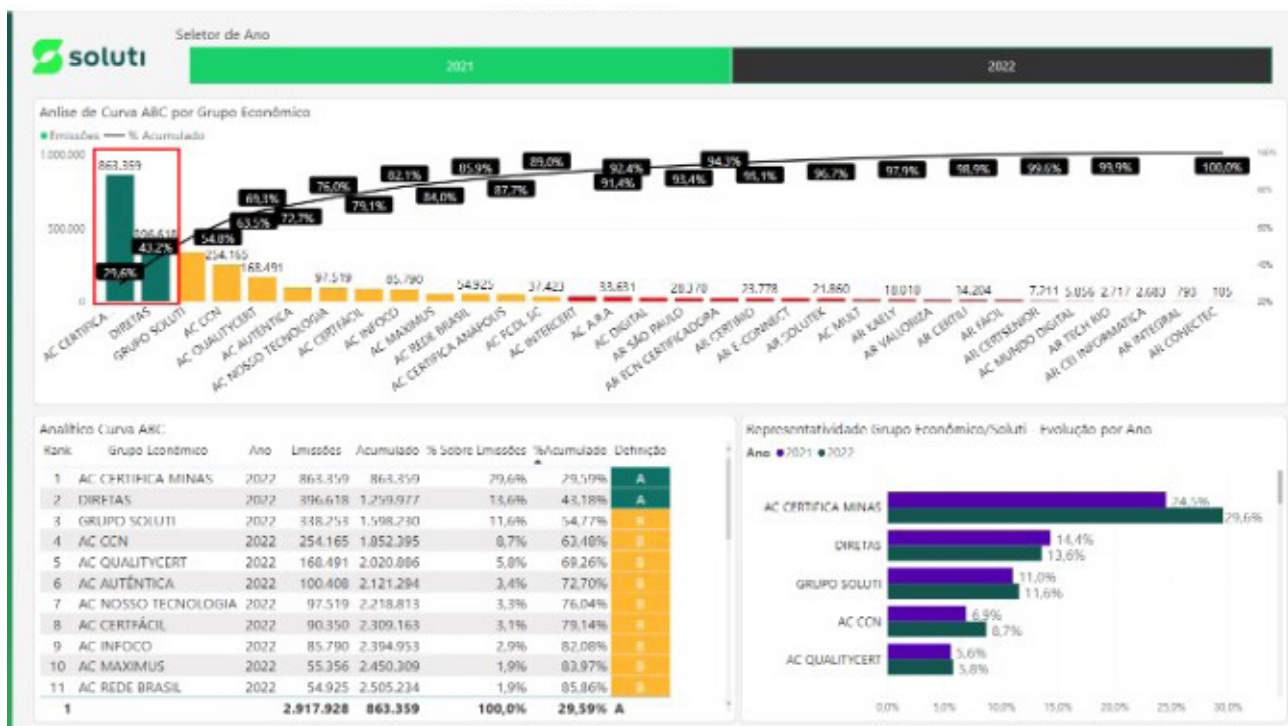 soluti
Seletor de Ano
2021
2022
Anlise de Curva ABC por Grupo Econômico
Emissões % Acumulado
1.000.000
500.000
0
863.359
396.618
254.165
168.491
97.519
85.790
54.925
37.423
33.631
28.370
23.778
21.860
18.010
14.204
7.211
5.056
2.717
2.683
793
105
29,6%
43,2%
54,8%
63,5%
69,3%
72,7%
76,0%
79,1%
82,1%
84,0%
85,9%
87,7%
89,0%
91,4%
92,4%
93,4%
94,3%
95,1%
96,7%
97,9%
98,9%
99,6%
99,9%
100,0%
100%
80%
60%
40%
20%
AC CERTIFICA...
DIRETAS
GRUPO SOLUTI
AC CCN
AC QUALITYCERT
AC AUTÊNTICA
AC NOSSO TECNOLOGIA
AC CERTFÁCIL
AC INFOCO
AC MAXIMUS
AC REDE BRASIL
AC CERTIFICA ANÁPOLIS
AC FCDL SC
AC INTERCERT
AC A.R.A
AC DIGITAL
AR SÃO PAULO
AR ECN CERTIFICADORA
AR CERTIRIO
AR E-CONNECT
AR SOLUTEK
AC MULT
AR KAELY
AR VALLORIZA
AR CERTILI
AR FÁCIL
AR CERTSENIOR
AC MUNDO DIGITAL
AR TECH RIO
AR CEI INFORMATICA
AR INTEGRAL
AR CONECTEC
Analítico Curva ABC
Rank Grupo Econômico Ano Emissões Acumulado % Sobre Emissões %Acumulado Definição
1 AC CERTIFICA MINAS 2022 863.359 863.359 29,6% 29,59% A
2 DIRETAS 2022 396.618 1.259.977 13,6% 43,18% A
3 GRUPO SOLUTI 2022 338.253 1.598.230 11,6% 54,77% B
4 AC CCN 2022 254.165 1.852.395 8,7% 63,48% B
5 AC QUALITYCERT 2022 168.491 2.020.886 5,8% 69,26% B
6 AC AUTÊNTICA 2022 100.408 2.121.294 3,4% 72,70% B
7 AC NOSSO TECNOLOGIA 2022 97.519 2.218.813 3,3% 76,04% B
8 AC CERTFÁCIL 2022 90.350 2.309.163 3,1% 79,14% B
9 AC INFOCO 2022 85.790 2.394.953 2,9% 82,08% B
10 AC MAXIMUS 2022 55.356 2.450.309 1,9% 83,97% B
11 AC REDE BRASIL 2022 54.925 2.505.234 1,9% 85,86% B
1 2.917.928 863.359 100,0% 29,59% A
Representatividade Grupo Econômico/Soluti - Evolução por Ano
Ano 2021 2022
AC CERTIFICA MINAS 24,5% 29,6%
DIRETAS 14,4% 13,6%
GRUPO SOLUTI 11,0% 11,6%
AC CCN 6,9% 8,7%
AC QUALITYCERT 5,6% 5,8%
0,0% 5,0% 10,0% 15,0% 20,0% 25,0% 30,0%